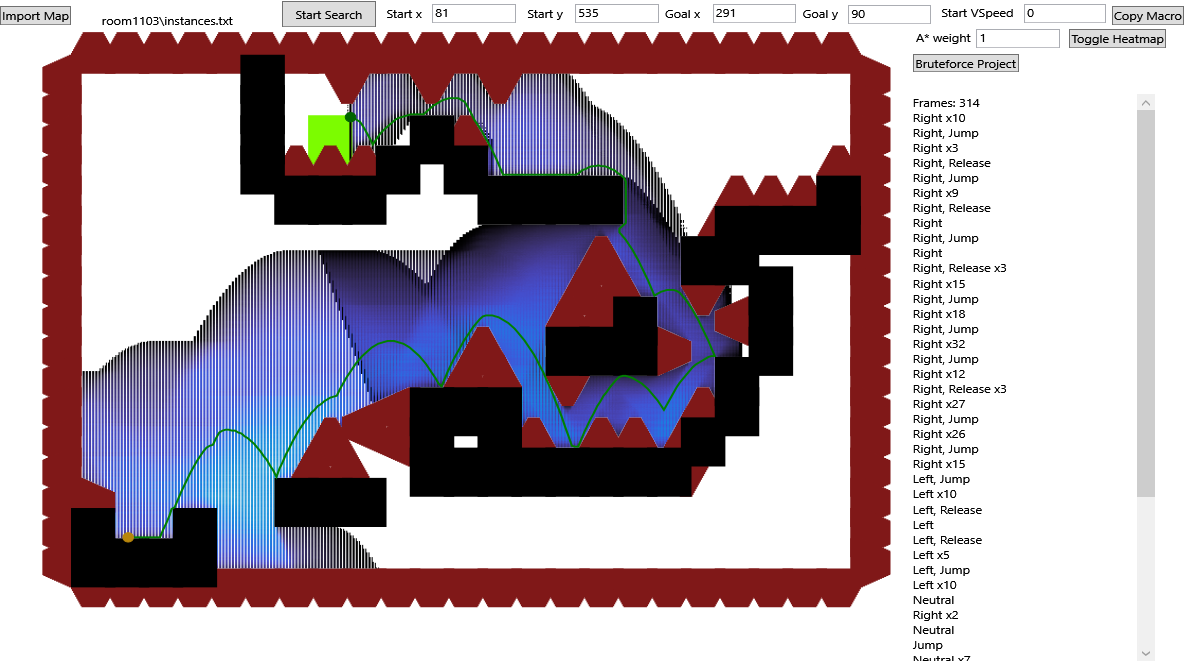 Import Map
room1103\instances.txt
Start Search
Start x 81
Start y 535
Goal x 291
Goal y 90
Start VSpeed 0
Copy Macro
A* weight 1
Toggle Heatmap
Bruteforce Project
Frames: 314
Right x10
Right, Jump
Right x3
Right, Release
Right, Jump
Right x9
Right, Release
Right
Right, Jump
Right
Right, Release x3
Right x15
Right, Jump
Right x18
Right, Jump
Right x32
Right, Jump
Right x12
Right, Release x3
Right x27
Right, Jump
Right x26
Right, Jump
Right x15
Left, Jump
Left x10
Left, Release
Left
Left, Release
Left x5
Left, Jump
Left x10
Neutral
Right x2
Neutral
Jump
Neutral x7